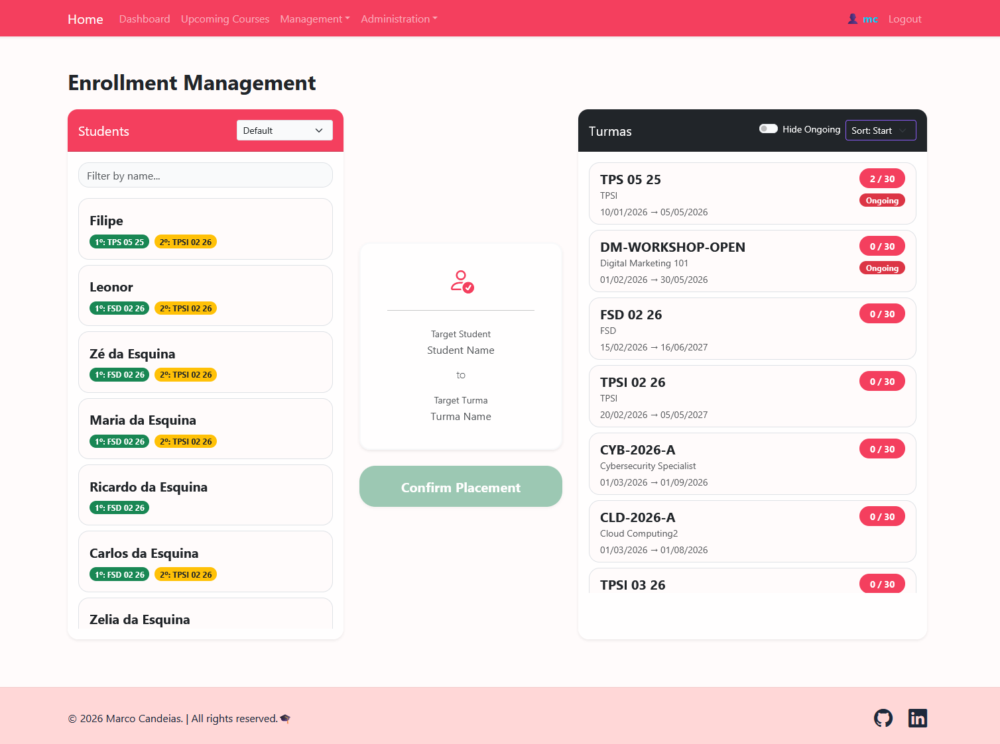 Home Dashboard Upcoming Courses Management Administration mc Logout
Enrollment Management
Students Default
Filter by name...
Filipe
1º: TPS 05 25 2º: TPSI 02 26
Leonor
1º: FSD 02 26 2º: TPSI 02 26
Zé da Esquina
1º: FSD 02 26 2º: TPSI 02 26
Maria da Esquina
1º: FSD 02 26 2º: TPSI 02 26
Ricardo da Esquina
1º: FSD 02 26
Carlos da Esquina
1º: FSD 02 26 2º: TPSI 02 26
Zelia da Esquina
Target Student
Student Name
to
Target Turma
Turma Name
Confirm Placement
Turmas Hide Ongoing Sort: Start
TPS 05 25 2 / 30
TPSI Ongoing
10/01/2026 → 05/05/2026
DM-WORKSHOP-OPEN 0 / 30
Digital Marketing 101 Ongoing
01/02/2026 → 30/05/2026
FSD 02 26 0 / 30
FSD
15/02/2026 → 16/06/2027
TPSI 02 26 0 / 30
TPSI
20/02/2026 → 05/05/2027
CYB-2026-A 0 / 30
Cybersecurity Specialist
01/03/2026 → 01/09/2026
CLD-2026-A 0 / 30
Cloud Computing2
01/03/2026 → 01/08/2026
TPSI 03 26 0 / 30
© 2026 Marco Candeias. | All rights reserved.
in